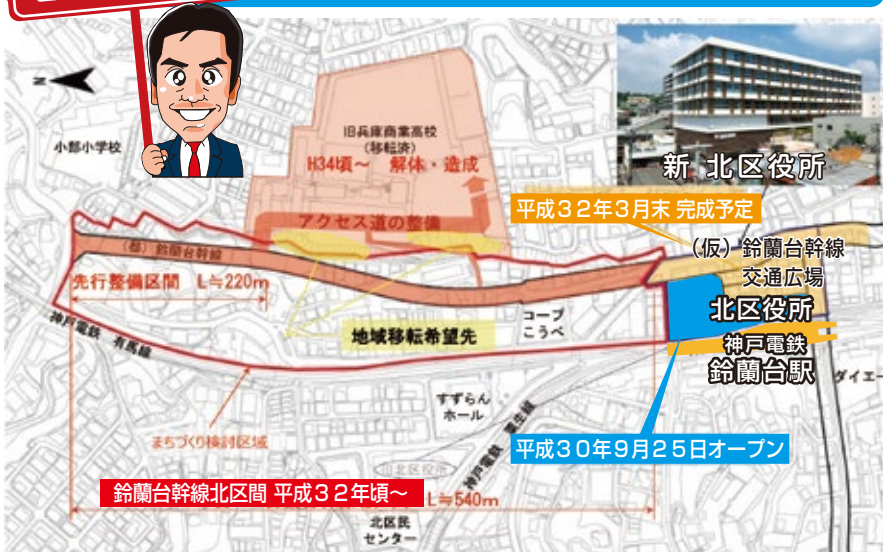 N
小部小学校
旧兵庫商業高校
(移転済)
H34頃～ 解体・造成
新 北区役所
アクセス道の整備
平成３２年３月末 完成予定
(都) 鈴蘭台幹線
(仮) 鈴蘭台幹線
交通広場
先行整備区間 L≒220m
北区役所
コープ
こうべ
地域移転希望先
神戸電鉄 有馬線
神戸電鉄
鈴蘭台駅
ダイエー
すずらん
ホール
まちづくり検討区域
神戸電鉄 粟生線
平成３０年９月２５日オープン
旧北区役所
鈴蘭台幹線北区間 平成３２年頃～
L≒540m
北区民
センター